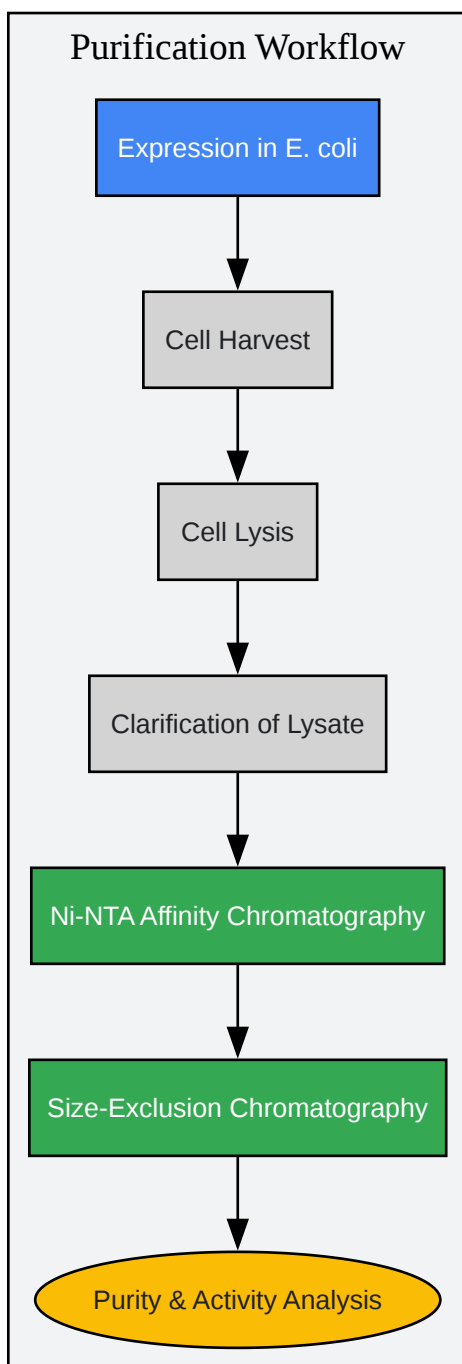 Purification Workflow
Expression in E. coli
Cell Harvest
Cell Lysis
Clarification of Lysate
Ni-NTA Affinity Chromatography
Size-Exclusion Chromatography
Purity & Activity Analysis